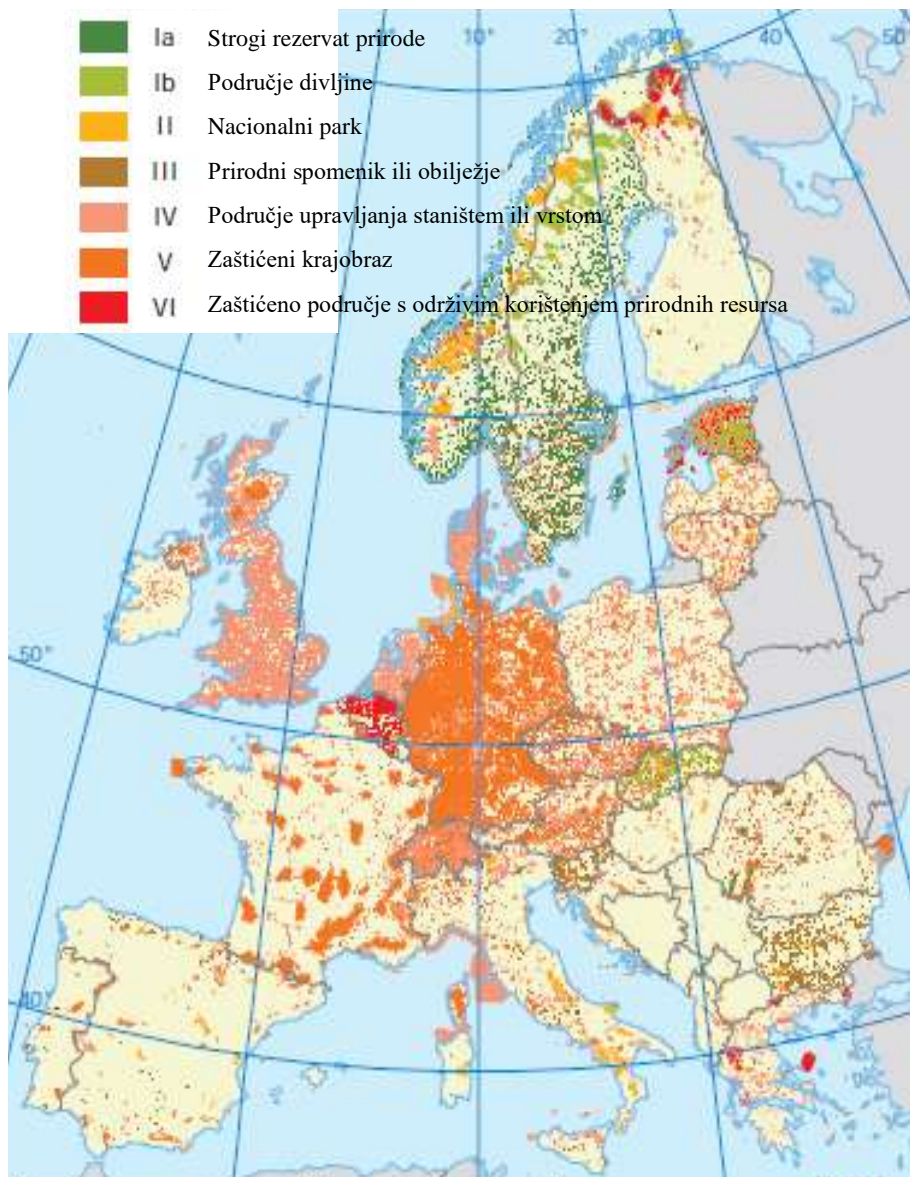 Ia Strogi rezervat prirode
Ib Područje divljine
II Nacionalni park
III Prirodni spomenik ili obilježje
IV Područje upravljanja staništem ili vrstom
V Zaštićeni krajobraz
VI Zaštićeno područje s održivim korištenjem prirodnih resursa
0° 10° 20° 30° 40° 50°
50°
40°